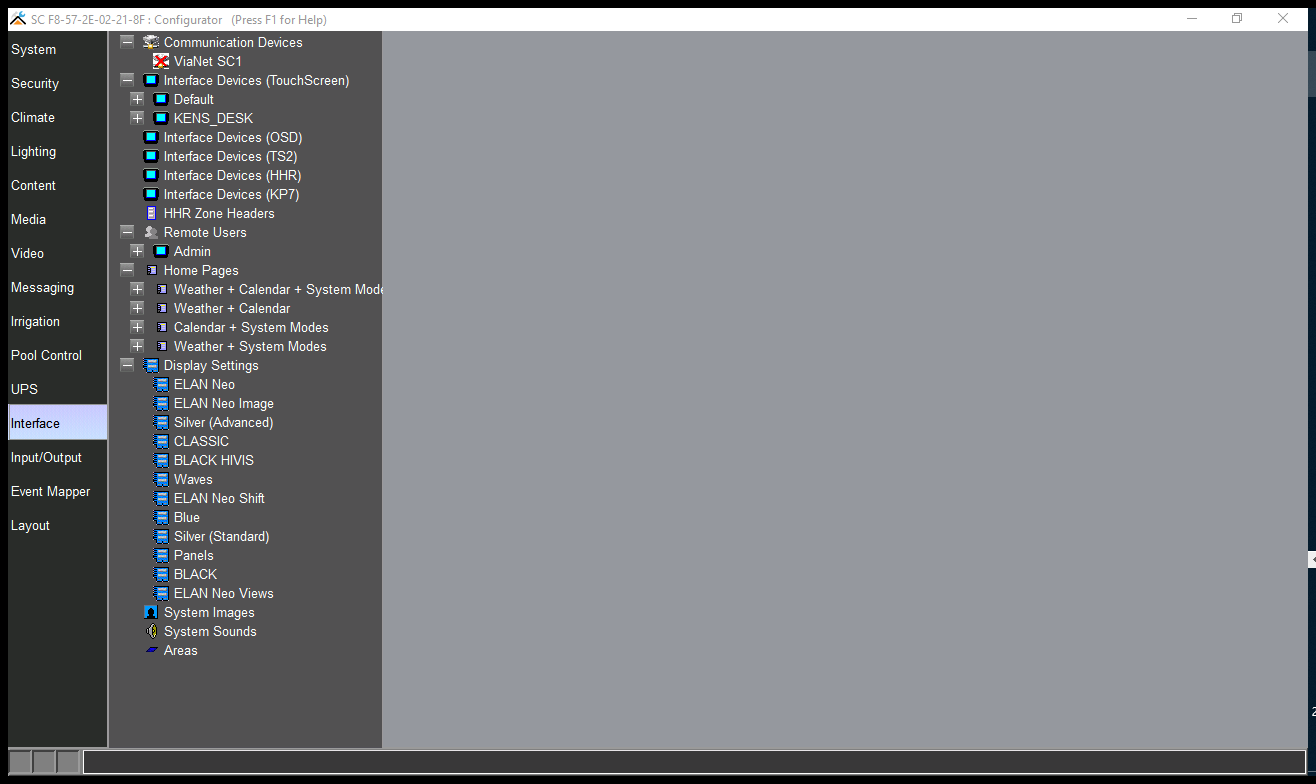 SC F8-57-2E-02-21-8F : Configurator   (Press F1 for Help)
System
Security
Climate
Lighting
Content
Media
Video
Messaging
Irrigation
Pool Control
UPS
Interface
Input/Output
Event Mapper
Layout
Communication Devices
ViaNet SC1
Interface Devices (TouchScreen)
Default
KENS_DESK
Interface Devices (OSD)
Interface Devices (TS2)
Interface Devices (HHR)
Interface Devices (KP7)
HHR Zone Headers
Remote Users
Admin
Home Pages
Weather + Calendar + System Mode
Weather + Calendar
Calendar + System Modes
Weather + System Modes
Display Settings
ELAN Neo
ELAN Neo Image
Silver (Advanced)
CLASSIC
BLACK HIVIS
Waves
ELAN Neo Shift
Blue
Silver (Standard)
Panels
BLACK
ELAN Neo Views
System Images
System Sounds
Areas